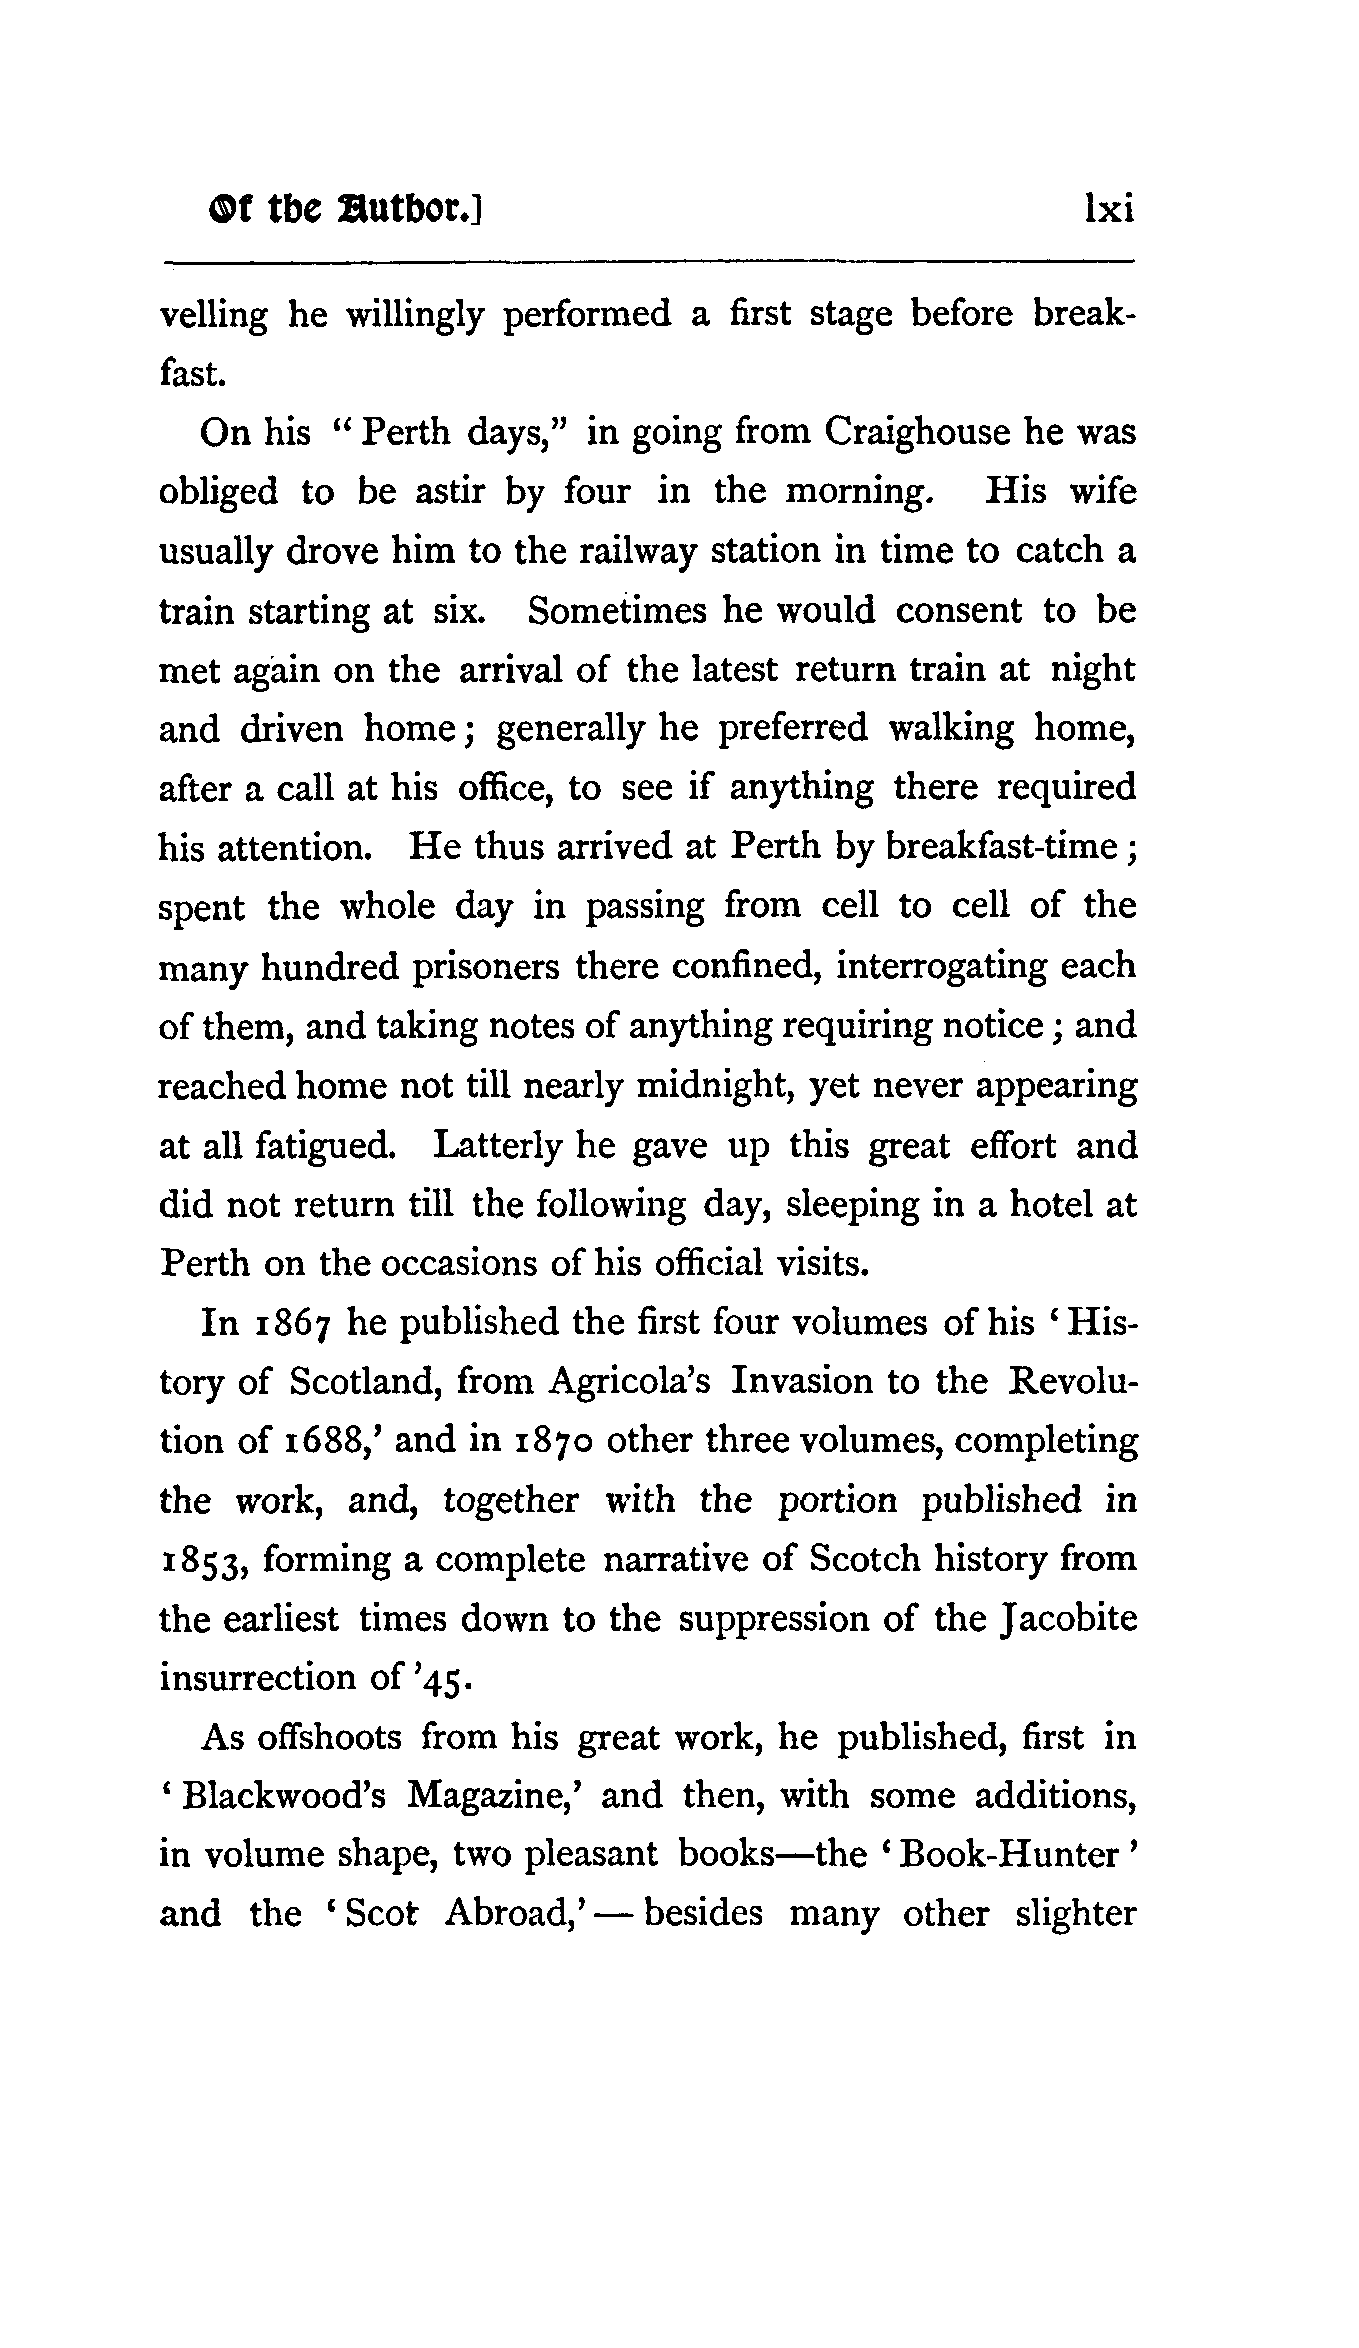 Of the Author.] lxi
velling he willingly performed a first stage before break-
fast.
On his " Perth days," in going from Craighouse he was
obliged to be astir by four in the morning. His wife
usually drove him to the railway station in time to catch a
train starting at six. Sometimes he would consent to be
met again on the arrival of the latest return train at night
and driven home ; generally he preferred walking home,
after a call at his office, to see if anything there required
his attention. He thus arrived at Perth by breakfast-time ;
spent the whole day in passing from cell to cell of the
many hundred prisoners there confined, interrogating each
of them, and taking notes of anything requiring notice ; and
reached home not till nearly midnight, yet never appearing
at all fatigued. Latterly he gave up this great effort and
did not return till the following day, sleeping in a hotel at
Perth on the occasions of his official visits.
In 1867 he published the first four volumes of his ‘ His-
tory of Scotland, from Agricola’s Invasion to the Revolu-
tion of 1688,’ and in 1870 other three volumes, completing
the work, and, together with the portion published in
1853, forming a complete narrative of Scotch history from
the earliest times down to the suppression of the Jacobite
insurrection of ’45.
As offshoots from his great work, he published, first in
‘ Blackwood’s Magazine,’ and then, with some additions,
in volume shape, two pleasant books—the ‘ Book-Hunter ’
and the ‘ Scot Abroad,’ — besides many other slighter